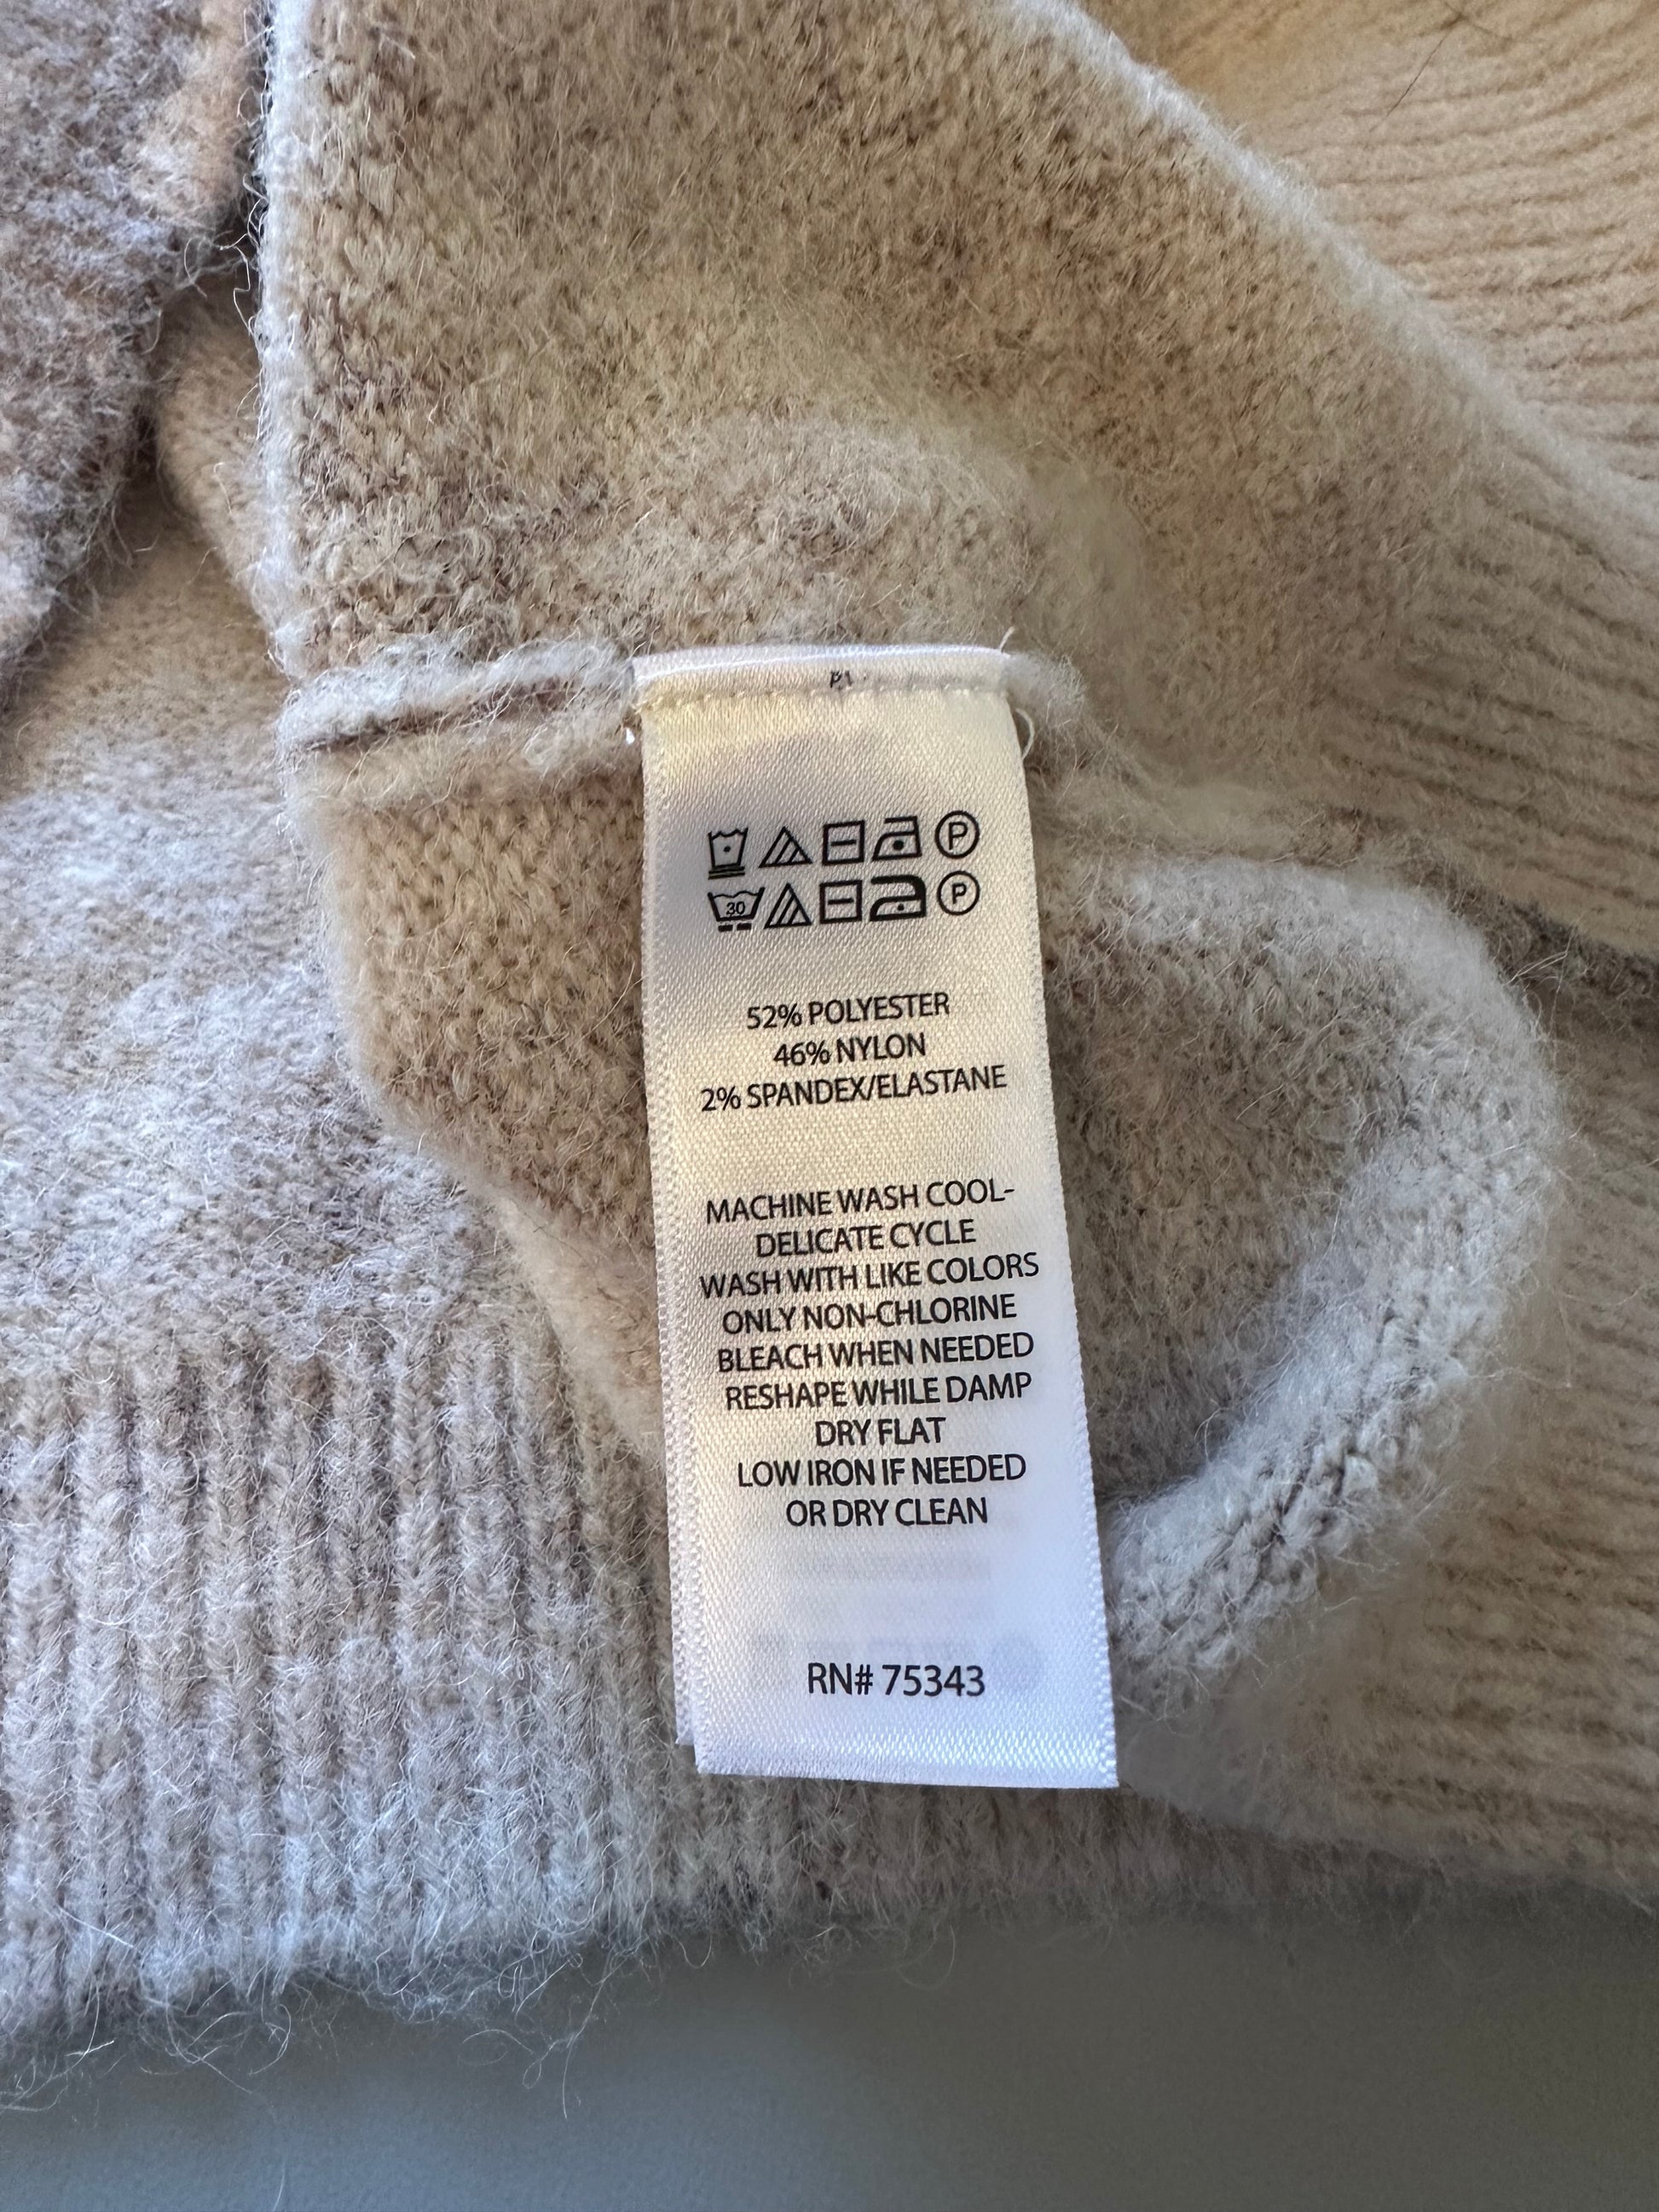 P P
30 P
52% POLYESTER
46% NYLON
2% SPANDEX/ELASTANE
MACHINE WASH COOL-
DELICATE CYCLE
WASH WITH LIKE COLORS
ONLY NON-CHLORINE
BLEACH WHEN NEEDED
RESHAPE WHILE DAMP
DRY FLAT
LOW IRON IF NEEDED
OR DRY CLEAN
RN# 75343